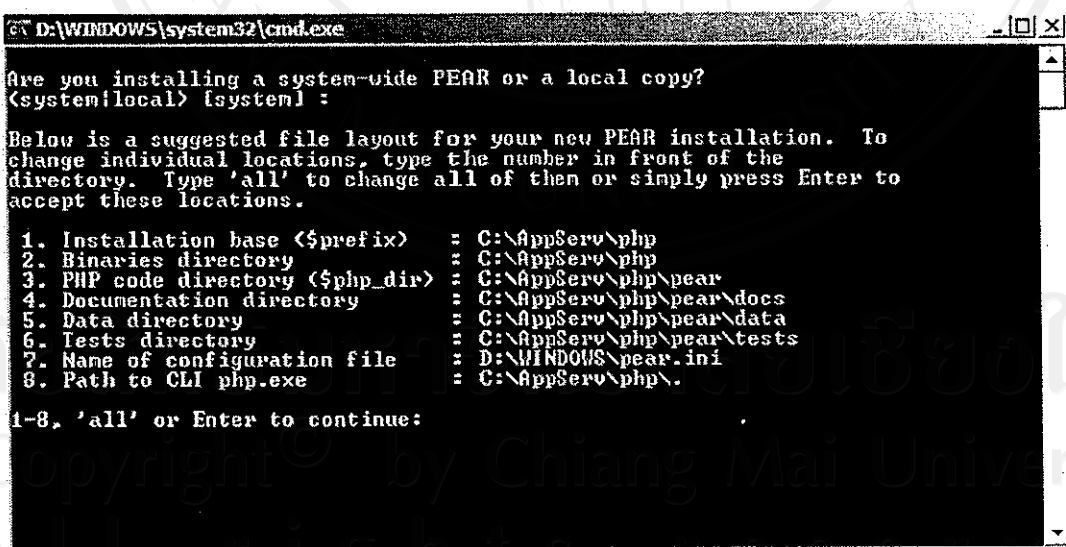 D:\WINDOWS\system32\cmd.exe
Are you installing a system-wide PEAR or a local copy?
(system|local) [system] :
Below is a suggested file layout for your new PEAR installation.  To
change individual locations, type the number in front of the
directory.  Type 'all' to change all of them or simply press Enter to
accept these locations.
1. Installation base ($prefix)   : C:\AppServ\php
2. Binaries directory            : C:\AppServ\php
3. PHP code directory ($php_dir) : C:\AppServ\php\pear
4. Documentation directory       : C:\AppServ\php\pear\docs
5. Data directory                : C:\AppServ\php\pear\data
6. Tests directory               : C:\AppServ\php\pear\tests
7. Name of configuration file    : D:\WINDOWS\pear.ini
8. Path to CLI php.exe           : C:\AppServ\php\.
1-8, 'all' or Enter to continue:
opyright© by Chiang Mai Univer